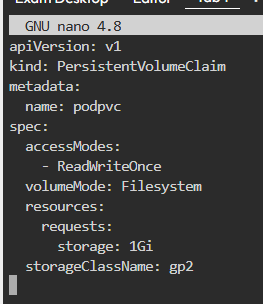 Exam Desktop Editor Tab 1
GNU nano 4.8
apiVersion: v1
kind: PersistentVolumeClaim
metadata:
  name: podpvc
spec:
  accessModes:
    - ReadWriteOnce
  volumeMode: Filesystem
  resources:
    requests:
      storage: 1Gi
  storageClassName: gp2